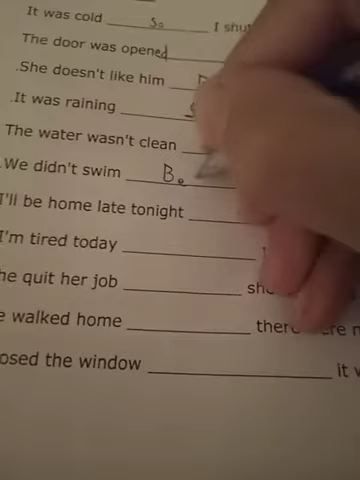 It was cold So I shut
The door was opened
.She doesn't like him
.It was raining S
The water wasn't clean
We didn't swim Be
I'll be home late tonight
I'm tired today
he quit her job
e walked home there were
osed the window it